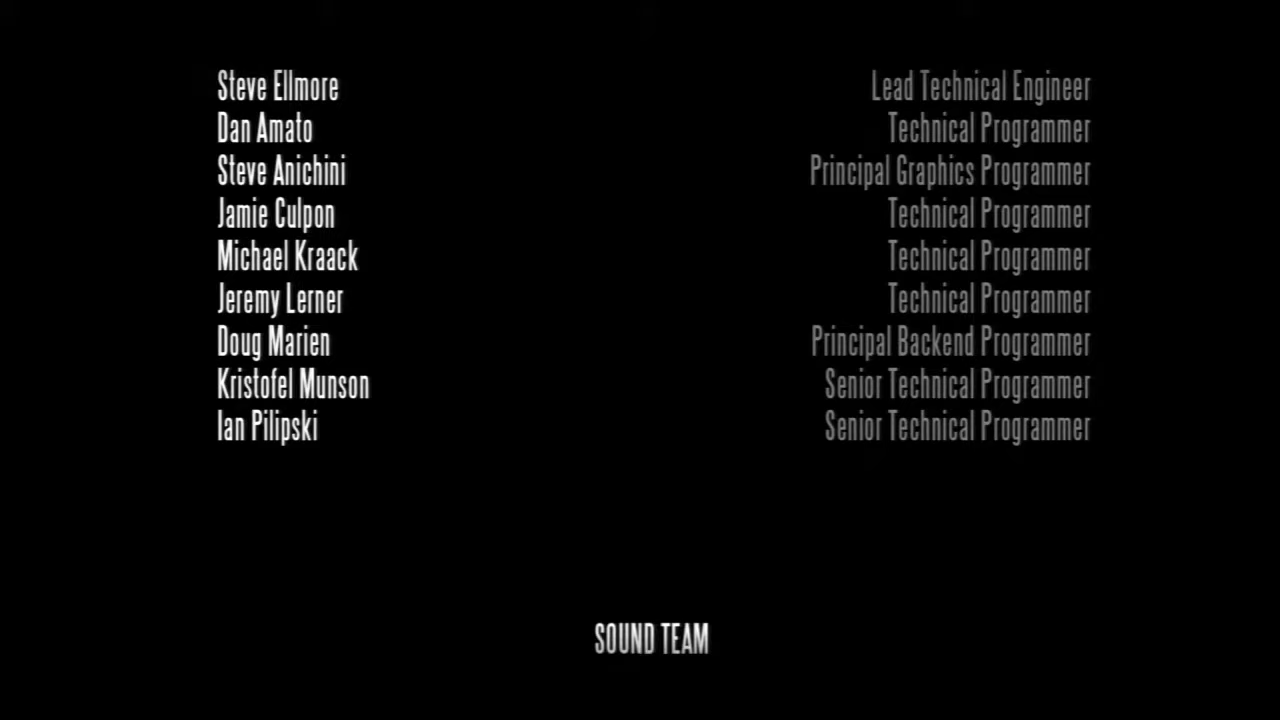 Steve Ellmore Lead Technical Engineer
Dan Amato Technical Programmer
Steve Anichini Principal Graphics Programmer
Jamie Culpon Technical Programmer
Michael Kraack Technical Programmer
Jeremy Lerner Technical Programmer
Doug Marien Principal Backend Programmer
Kristofel Munson Senior Technical Programmer
Ian Pilipski Senior Technical Programmer
SOUND TEAM